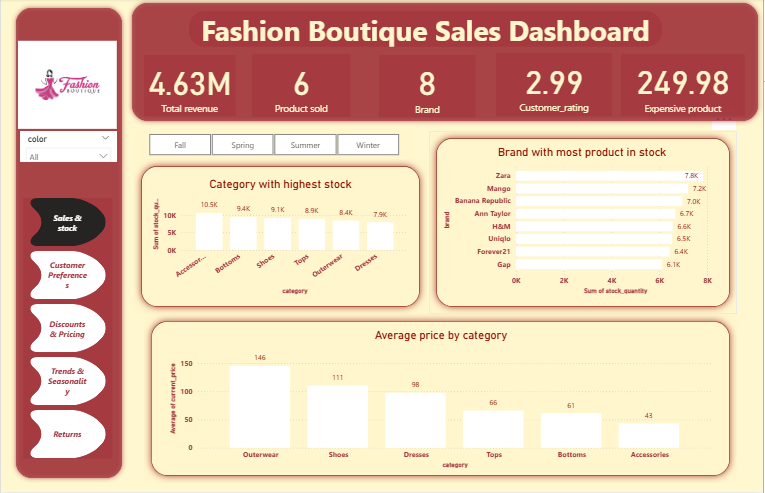 Fashion Boutique Sales Dashboard
Fashion
BOUTIQUE
4.63M
Total revenue
6
Product sold
8
Brand
2.99
Customer_rating
249.98
Expensive product
color
All
Sales &
stock
Customer
Preference
s
Discounts
& Pricing
Trends &
Seasonalit
y
Returns
Fall Spring Summer Winter
Category with highest stock
Sum of stock_qu...
10K
5K
0K
10.5K 9.4K 9.1K 8.9K 8.4K 7.9K
Accessor... Bottoms Shoes Tops Outerwear Dresses
category
Brand with most product in stock
brand
Zara 7.8K
Mango 7.2K
Banana Republic 7.0K
Ann Taylor 6.7K
H&M 6.6K
Uniqlo 6.5K
Forever21 6.4K
Gap 6.1K
0K 2K 4K 6K 8K
Sum of stock_quantity
Average price by category
Average of current_price
150
100
50
0
146 111 98 66 61 43
Outerwear Shoes Dresses Tops Bottoms Accessories
category